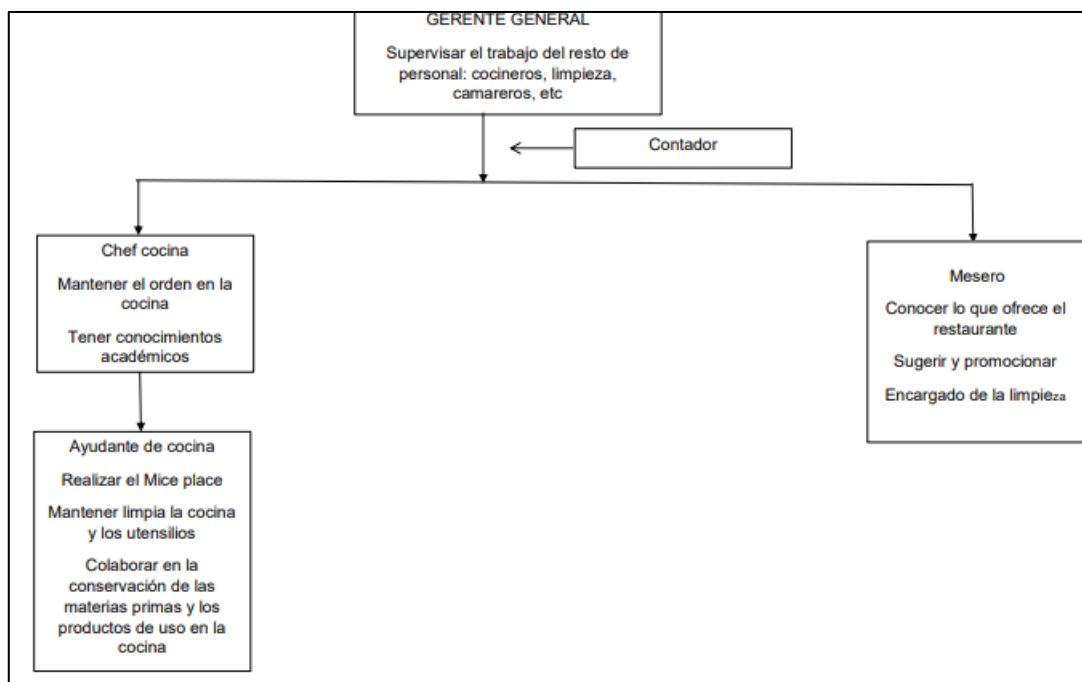 GERENTE GENERAL
Supervisar el trabajo del resto de
personal: cocineros, limpieza,
camareros, etc
Contador
Chef cocina
Mantener el orden en la
cocina
Tener conocimientos
académicos
Mesero
Conocer lo que ofrece el
restaurante
Sugerir y promocionar
Encargado de la limpieza
Ayudante de cocina
Realizar el Mice place
Mantener limpia la cocina
y los utensilios
Colaborar en la
conservación de las
materias primas y los
productos de uso en la
cocina